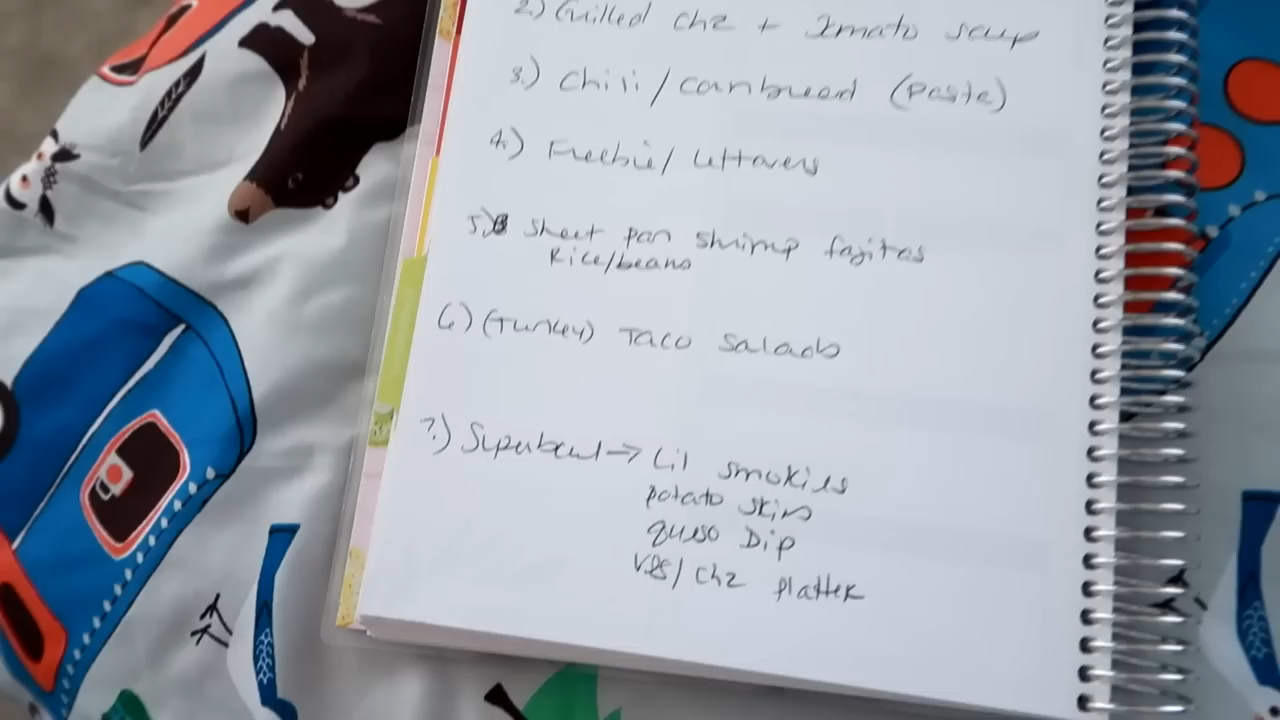 2.) Grilled chz + Tomato soup
3.) Chili/cornbread (paste)
4.) Freebie/Leftovers
5.) Sheet pan shrimp fajitas
Rice/beans
6.) (Turkey) Taco Salads
7.) Superbowl → Lil smokies
potato skins
queso Dip
Veg/chz platter